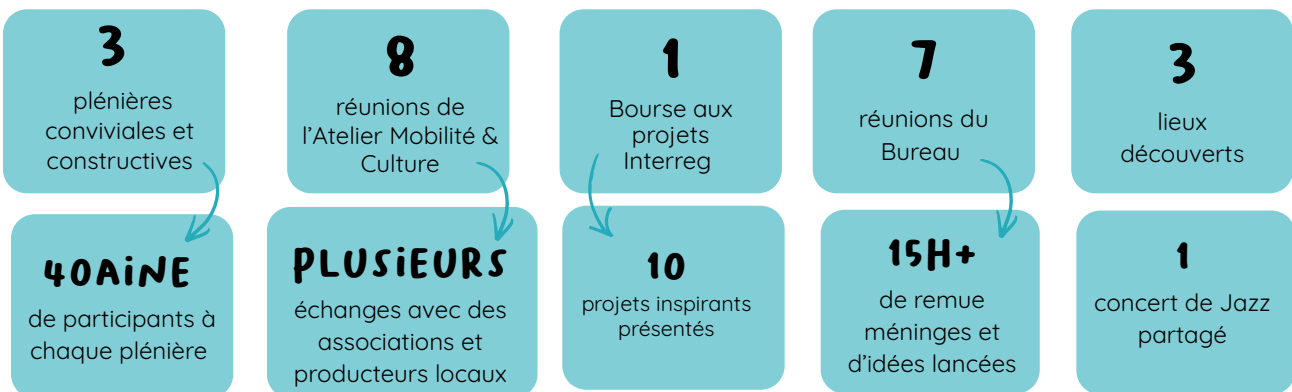 3
plénières
conviviales et
constructives
8
réunions de
l'Atelier Mobilité &
Culture
1
Bourse aux
projets
Interreg
7
réunions du
Bureau
3
lieux
découverts
40AiNE
de participants à
chaque plénière
PLUSiEURS
échanges avec des
associations et
producteurs locaux
10
projets inspirants
présentés
15H+
de remue
méninges et
d'idées lancées
1
concert de Jazz
partagé